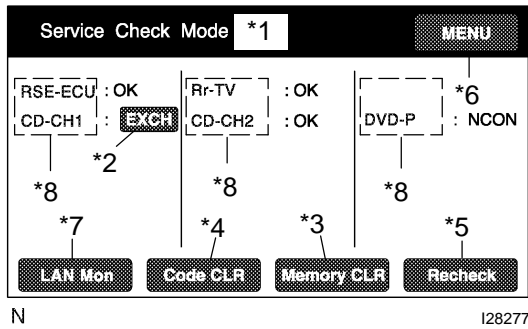 Service Check Mode *1 MENU
*6
RSE-ECU : OK Rr-TV : OK
CD-CH1 : EXCH CD-CH2 : OK DVD-P : NCON
*2
*8 *8 *8
*7 *4 *3 *5
LAN Mon Code CLR Memory CLR Recheck
N I28277